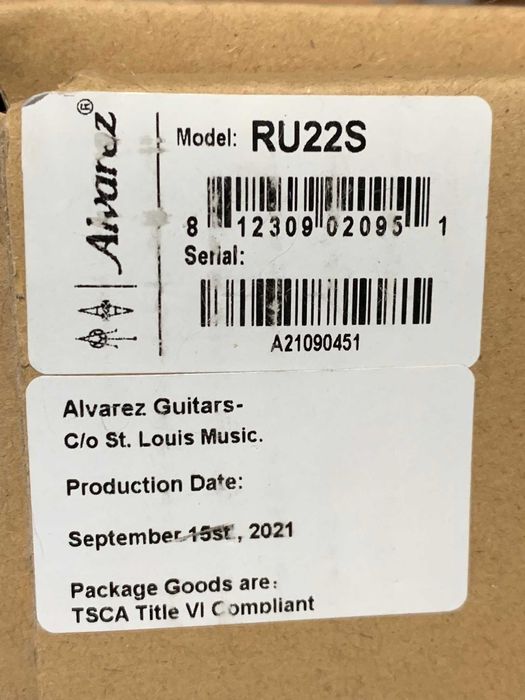 Alvarez®
Model: RU22S
8 12309 02095 1
Serial:
A21090451
Alvarez Guitars-
C/o St. Louis Music.
Production Date:
September 15st, 2021
Package Goods are:
TSCA Title VI Compliant